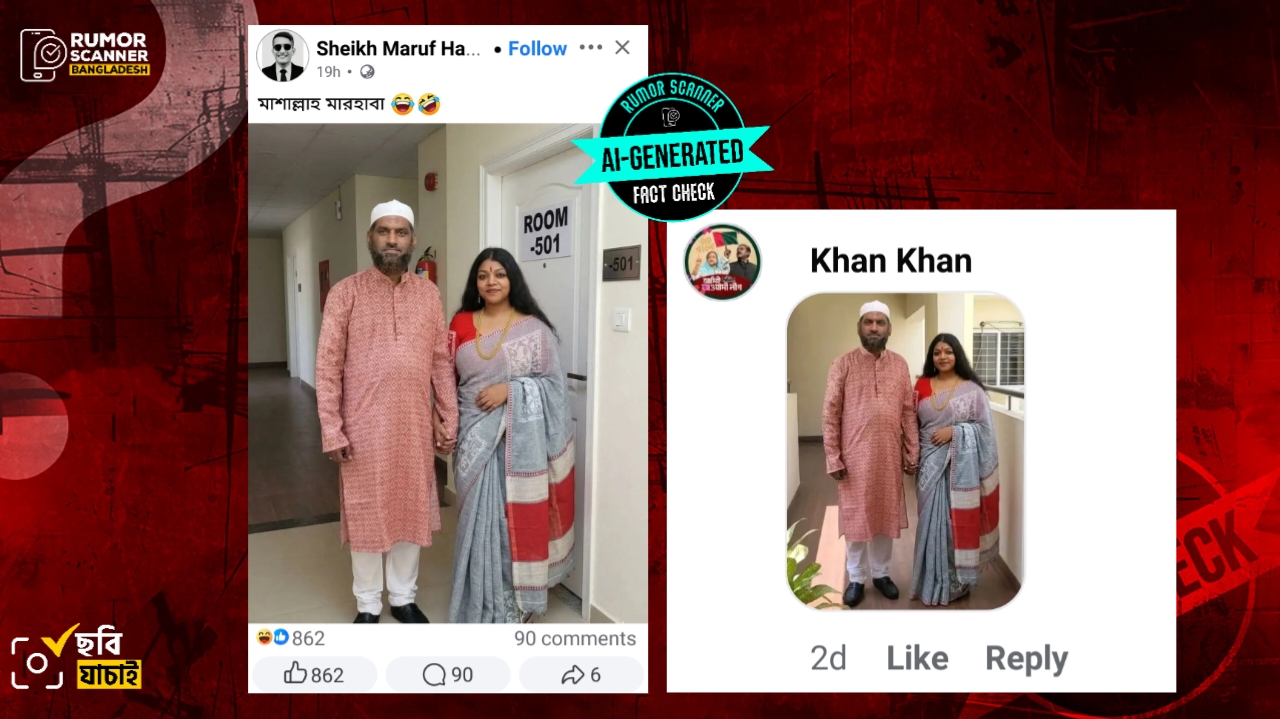 RUMOR
SCANNER
BANGLADESH
Sheikh Maruf Ha... • Follow
19h
মাশাল্লাহ মারহাবা 😂🤣
ROOM
-501
-501
862
90 comments
862
90
6
RUMOR SCANNER
AI-GENERATED
FACT CHECK
Khan Khan
2d Like Reply
ছবি
যাচাই
ECK